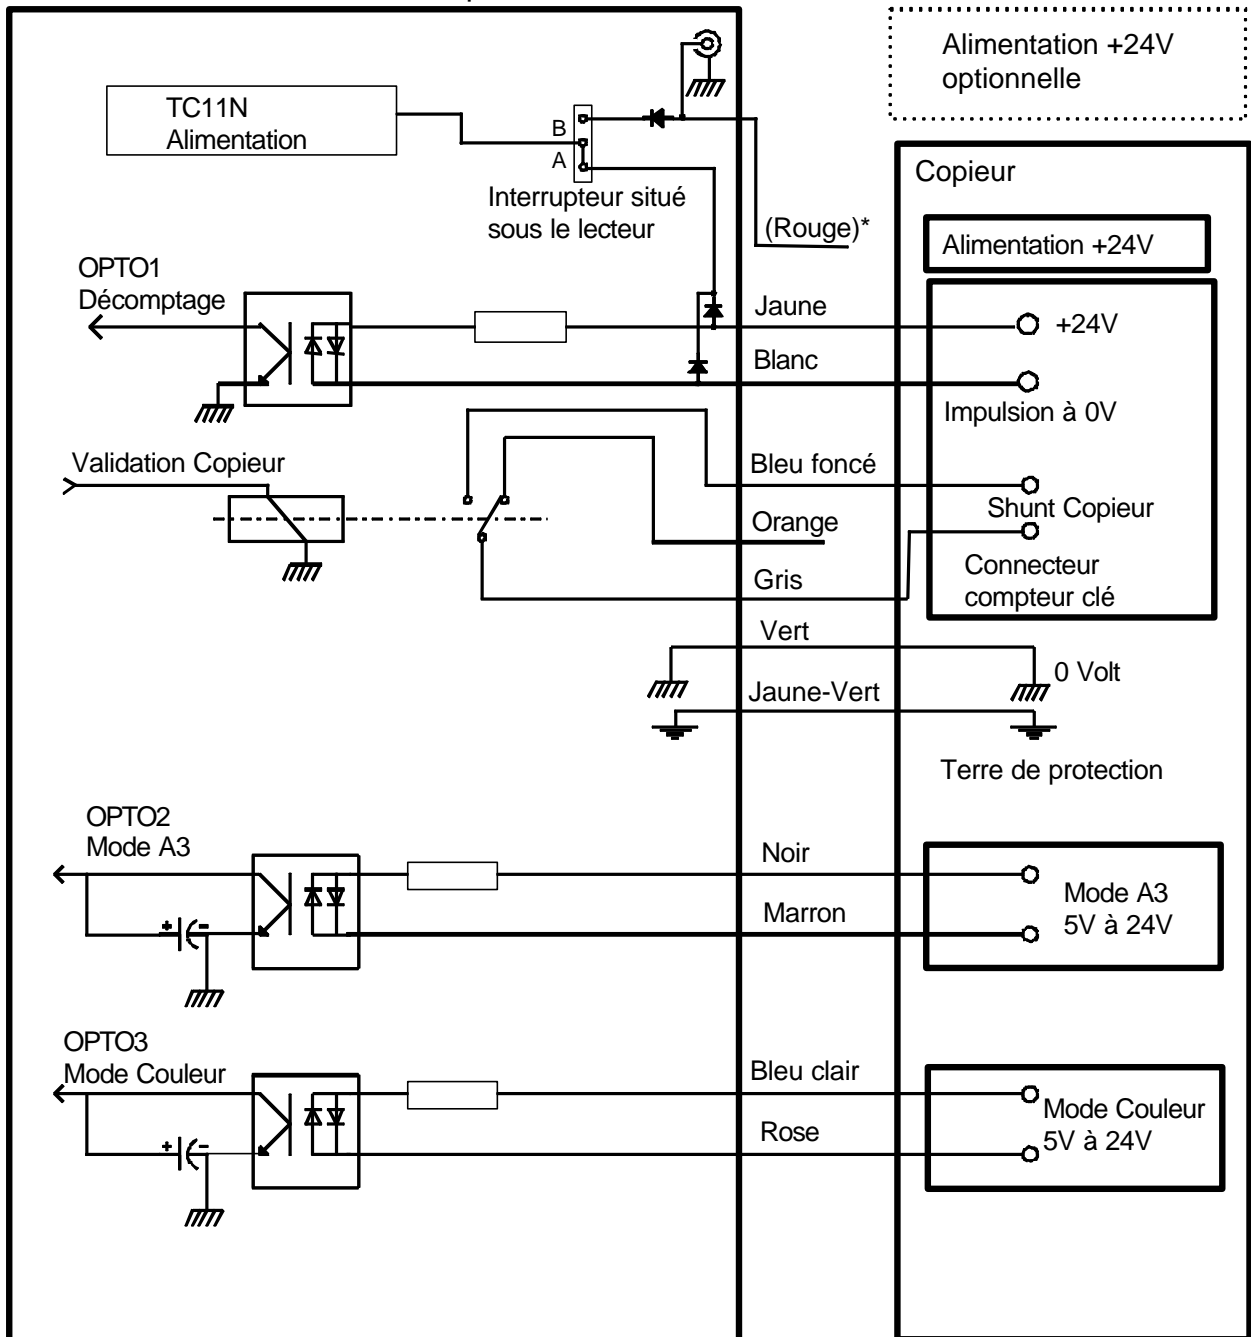 Alimentation +24V
optionnelle
TC11N
Alimentation
B
A
Interrupteur situé
sous le lecteur
(Rouge)*
Copieur
Alimentation +24V
OPTO1
Décomptage
Jaune
+24V
Blanc
Impulsion à 0V
Validation Copieur
Bleu foncé
Shunt Copieur
Orange
Connecteur
compteur clé
Gris
Vert
0 Volt
Jaune-Vert
Terre de protection
OPTO2
Mode A3
Noir
Marron
Mode A3
5V à 24V
+ -
OPTO3
Mode Couleur
Bleu clair
Rose
Mode Couleur
5V à 24V
+ -